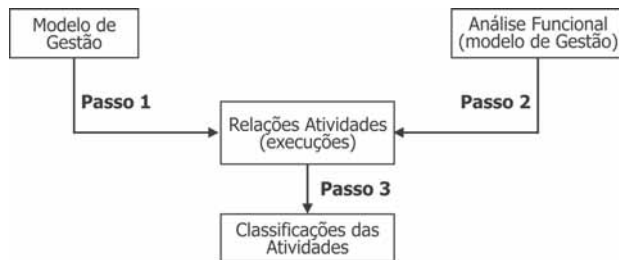 Modelo de
Gestão
Análise Funcional
(modelo de Gestão)
Passo 1
Passo 2
Relações Atividades
(execuções)
Passo 3
Classificações das
Atividades